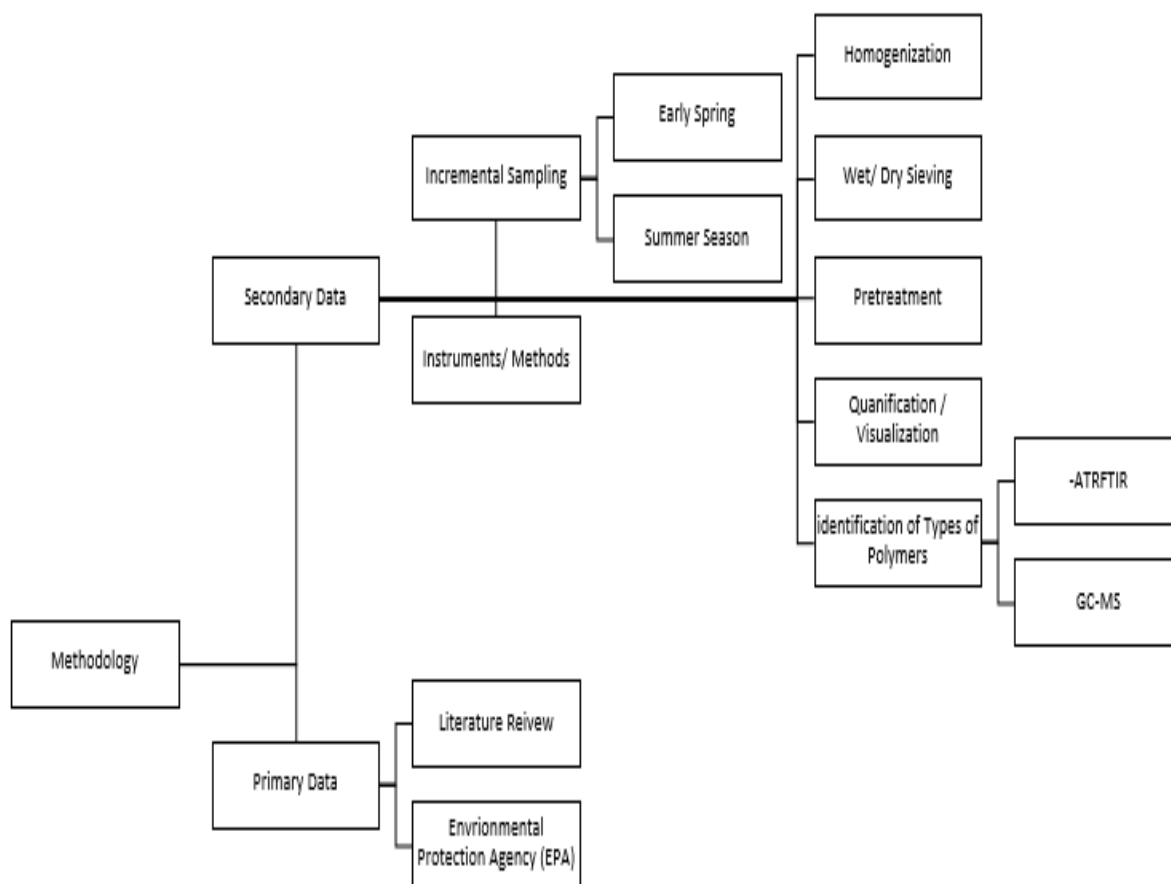 Homogenization
Early Spring
Incremental Sampling
Wet/ Dry Sieving
Summer Season
Secondary Data
Pretreatment
Instruments/ Methods
Quanification /
Visualization
-ATRFTIR
identification of Types of
Polymers
GC-MS
Methodology
Literature Reivew
Primary Data
Envrionmental
Protection Agency (EPA)